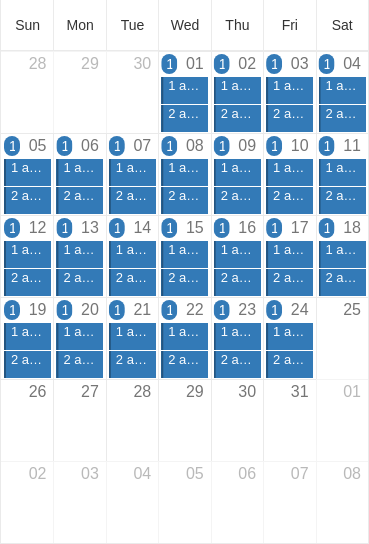 Sun Mon Tue Wed Thu Fri Sat
28 29 30 1 01 1 02 1 03 1 04
1 a… 1 a… 1 a… 1 a…
2 a… 2 a… 2 a… 2 a…
1 05 1 06 1 07 1 08 1 09 1 10 1 11
1 a… 1 a… 1 a… 1 a… 1 a… 1 a… 1 a…
2 a… 2 a… 2 a… 2 a… 2 a… 2 a… 2 a…
1 12 1 13 1 14 1 15 1 16 1 17 1 18
1 a… 1 a… 1 a… 1 a… 1 a… 1 a… 1 a…
2 a… 2 a… 2 a… 2 a… 2 a… 2 a… 2 a…
1 19 1 20 1 21 1 22 1 23 1 24 25
1 a… 1 a… 1 a… 1 a… 1 a… 1 a…
2 a… 2 a… 2 a… 2 a… 2 a… 2 a…
26 27 28 29 30 31 01
02 03 04 05 06 07 08